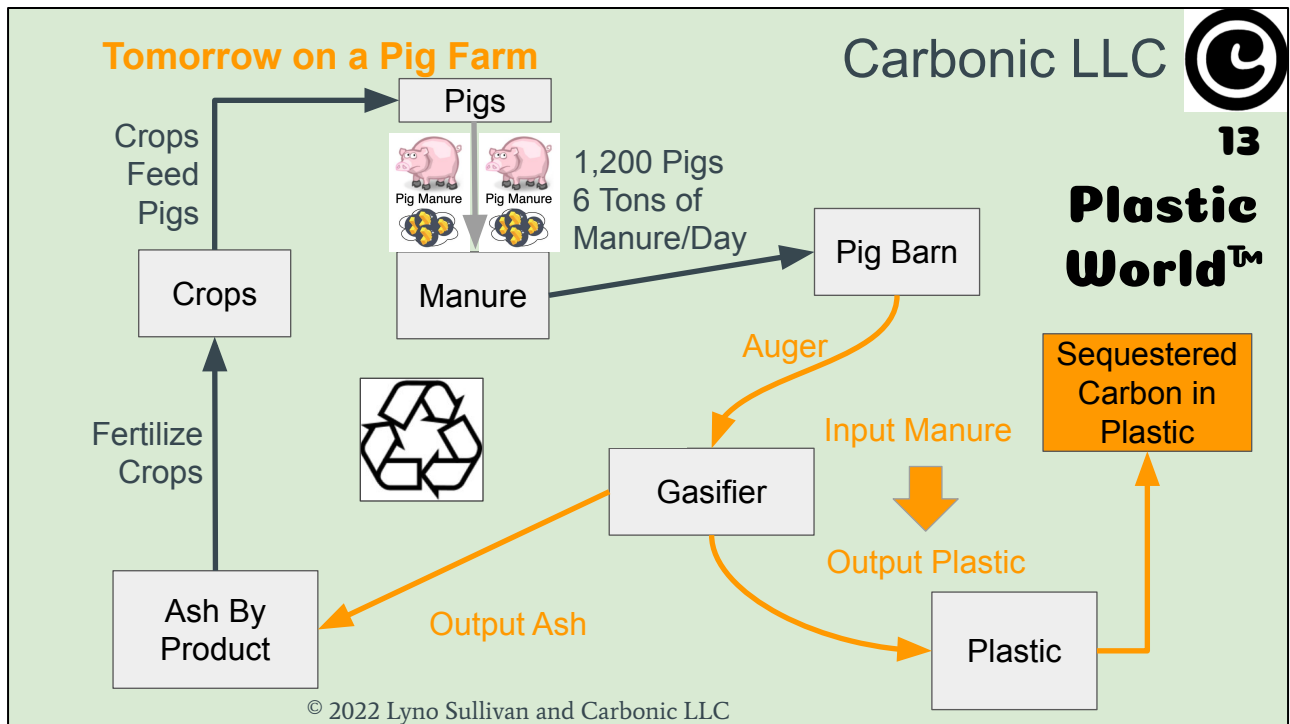 Tomorrow on a Pig Farm
Carbonic LLC
C
13
Plastic
World™
Pigs
Crops
Feed
Pigs
Pig Manure
Pig Manure
1,200 Pigs
6 Tons of
Manure/Day
Crops
Manure
Pig Barn
Auger
Sequestered
Carbon in
Plastic
Fertilize
Crops
Input Manure
Gasifier
Output Plastic
Ash By
Product
Output Ash
Plastic
© 2022 Lyno Sullivan and Carbonic LLC